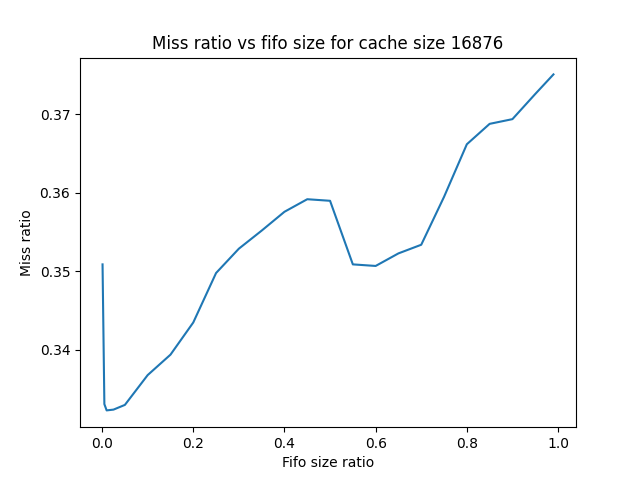 Miss ratio vs fifo size for cache size 16876
0.37
0.36
0.35
0.34
Miss ratio
0.0 0.2 0.4 0.6 0.8 1.0
Fifo size ratio